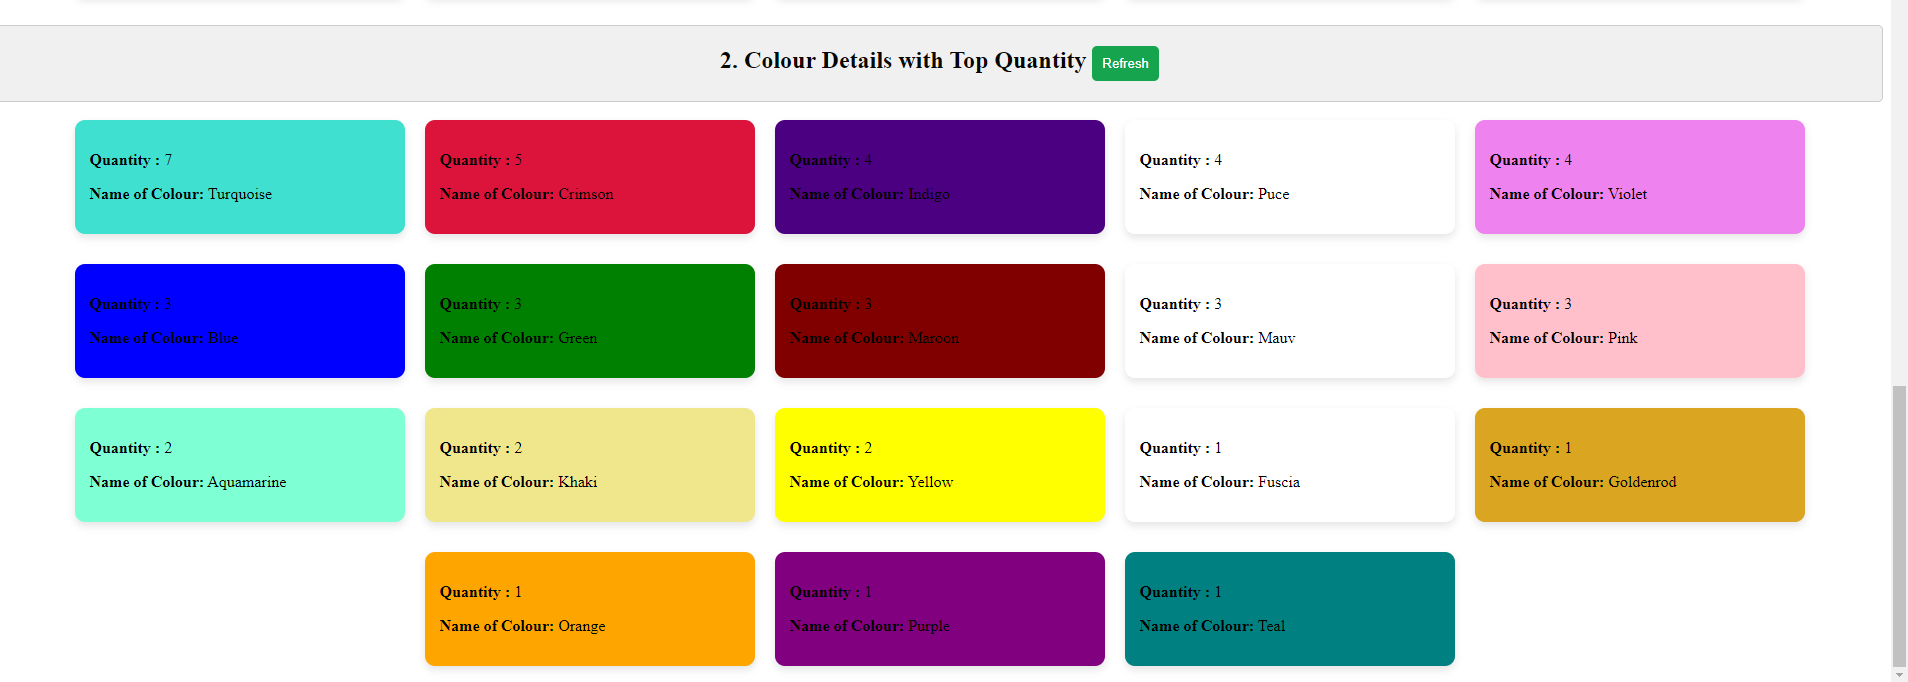 2. Colour Details with Top Quantity Refresh
Quantity : 7
Name of Colour: Turquoise
Quantity : 5
Name of Colour: Crimson
Quantity : 4
Name of Colour: Indigo
Quantity : 4
Name of Colour: Puce
Quantity : 4
Name of Colour: Violet
Quantity : 3
Name of Colour: Blue
Quantity : 3
Name of Colour: Green
Quantity : 3
Name of Colour: Maroon
Quantity : 3
Name of Colour: Mauv
Quantity : 3
Name of Colour: Pink
Quantity : 2
Name of Colour: Aquamarine
Quantity : 2
Name of Colour: Khaki
Quantity : 2
Name of Colour: Yellow
Quantity : 1
Name of Colour: Fuscia
Quantity : 1
Name of Colour: Goldenrod
Quantity : 1
Name of Colour: Orange
Quantity : 1
Name of Colour: Purple
Quantity : 1
Name of Colour: Teal